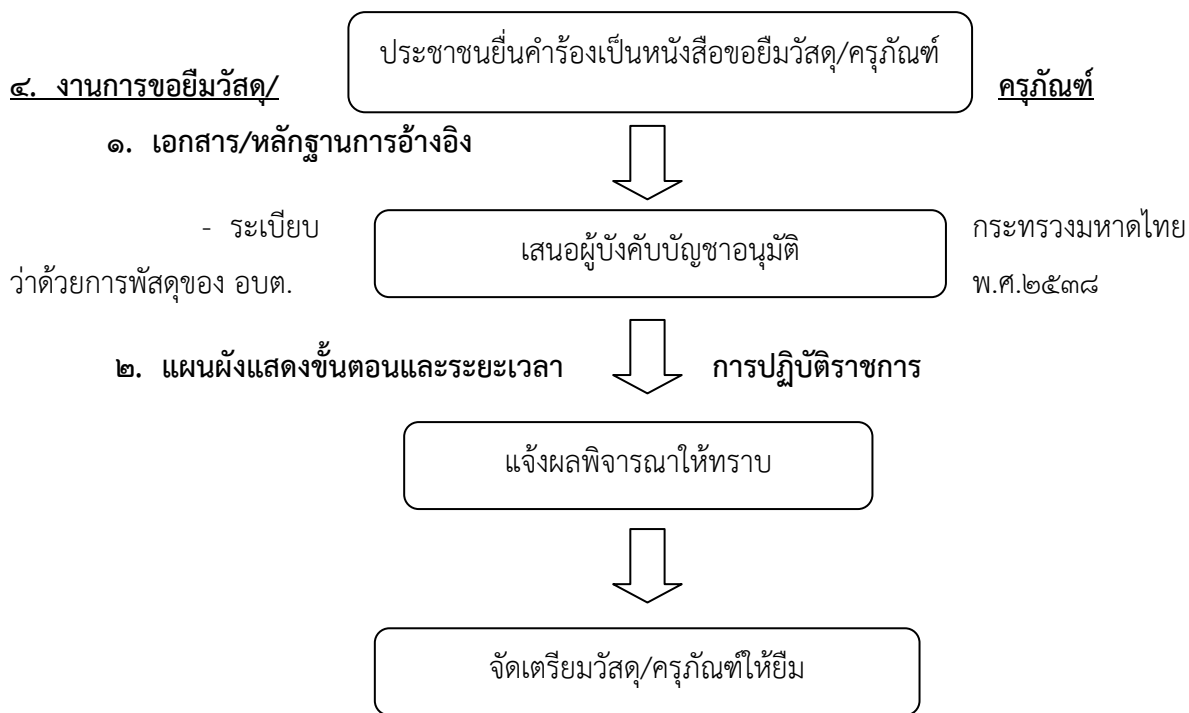 ประชาชนยื่นคำร้องเป็นหนังสือขอยืมวัสดุ/ครุภัณฑ์
๔. งานการขอยืมวัสดุ/ ครุภัณฑ์
๑. เอกสาร/หลักฐานการอ้างอิง
- ระเบียบ กระทรวงมหาดไทย
เสนอผู้บังคับบัญชาอนุมัติ
ว่าด้วยการพัสดุของ อบต. พ.ศ.๒๕๓๘
๒. แผนผังแสดงขั้นตอนและระยะเวลา การปฏิบัติราชการ
แจ้งผลพิจารณาให้ทราบ
จัดเตรียมวัสดุ/ครุภัณฑ์ให้ยืม